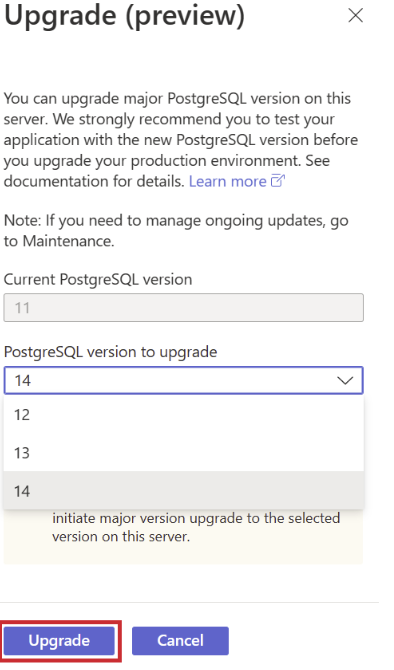 Upgrade (preview)
You can upgrade major PostgreSQL version on this
server. We strongly recommend you to test your
application with the new PostgreSQL version before
you upgrade your production environment. See
documentation for details. Learn more
Note: If you need to manage ongoing updates, go
to Maintenance.
Current PostgreSQL version
11
PostgreSQL version to upgrade
14
12
13
14
initiate major version upgrade to the selected
version on this server.
Upgrade Cancel